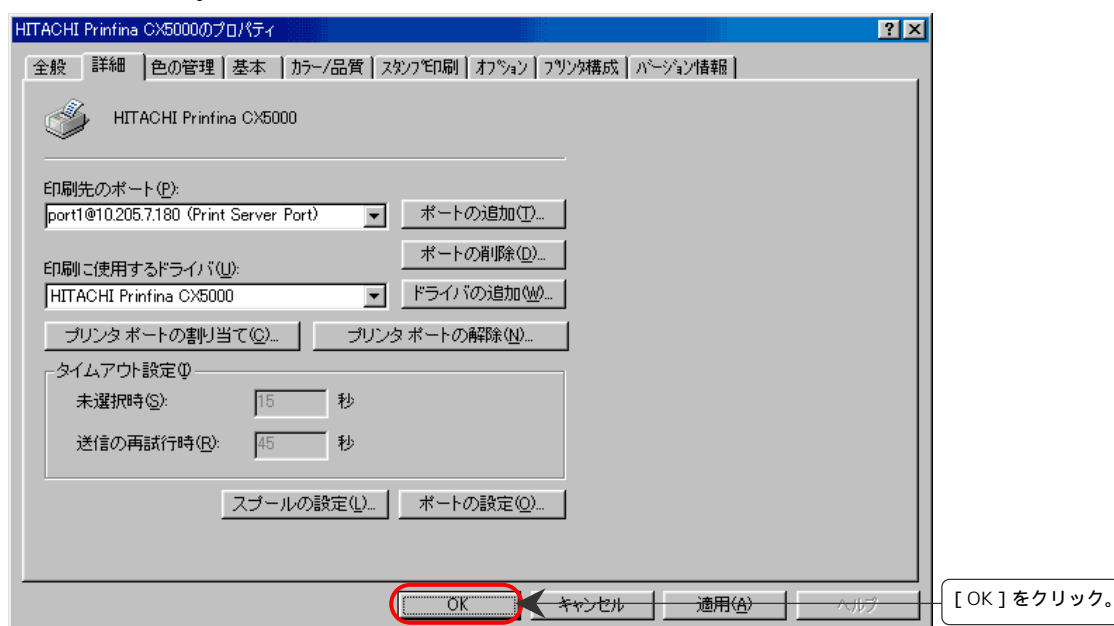 HITACHI Prinfina CX5000のプロパティ
全般 詳細 色の管理 基本 カラー/品質 スタンプ印刷 オプション プリンタ構成 バージョン情報
HITACHI Prinfina CX5000
印刷先のポート(P):
port1@10.205.7.180 (Print Server Port) ポートの追加(T)...
ポートの削除(D)...
印刷に使用するドライバ(U):
HITACHI Prinfina CX5000 ドライバの追加(W)...
プリンタ ポートの割り当て(C)... プリンタ ポートの解除(N)...
タイムアウト設定(I)
未選択時(S): 15 秒
送信の再試行時(R): 45 秒
スプールの設定(L)... ポートの設定(O)...
OK キャンセル 適用(A) ヘルプ
［OK］をクリック。